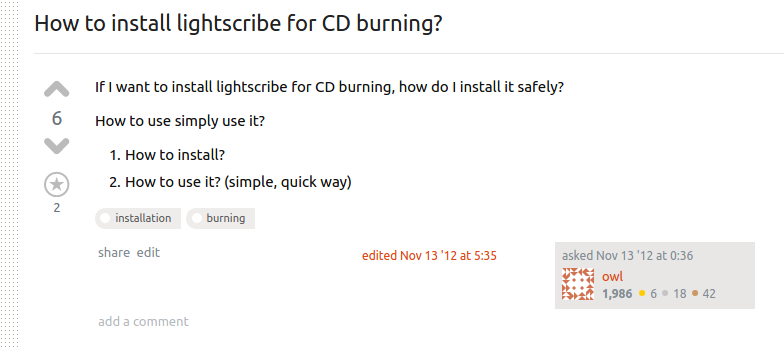 How to install lightscribe for CD burning?
If I want to install lightscribe for CD burning, how do I install it safely?
6
How to use simply use it?
1. How to install?
2. How to use it? (simple, quick way)
2
installation burning
share edit edited Nov 13 '12 at 5:35 asked Nov 13 '12 at 0:36
owl
1,986 6 18 42
add a comment